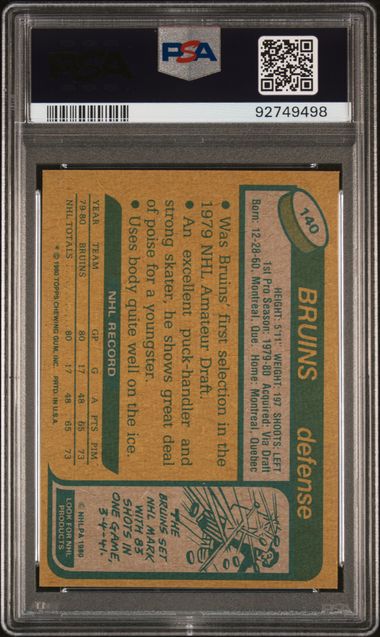 PSA
PSA
92749498
140
BRUINS defense
HEIGHT: 5'11" WEIGHT: 197 SHOOTS: LEFT
1st Pro Season: 1979-80 Acquired: Via Draft
Born: 12-28-60, Montreal, Que. Home: Montreal, Quebec
• Was Bruins' first selection in the
1979 NHL Amateur Draft.
• An excellent puck-handler and
strong skater, he shows great deal
of poise for a youngster.
• Uses body quite well on the ice.
NHL RECORD
YEAR TEAM GP G A PTS PIM
79-80 BRUINS 80 17 48 65 73
NHL TOTALS 80 17 48 65 73
* © 1980 TOPPS CHEWING GUM, INC. PRTD. IN U.S.A.
THE
BRUINS SET
NHL MARK
WITH 83
SHOTS IN
ONE GAME,
3-4-41.
© NHLPA 1980
LOOK FOR NHL
PRODUCTS